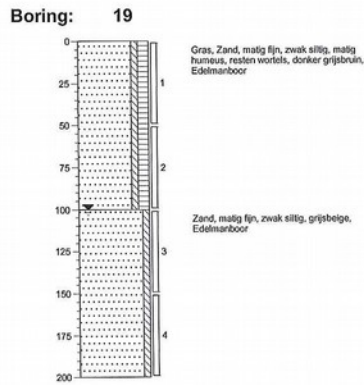 Boring: 19
0
Gras, Zand, matig fijn, zwak siltig, matig
humeus, resten wortels, donker grijsbruin,
Edelmanboor
1
25
50
2
75
100
Zand, matig fijn, zwak siltig, grijsbeige,
Edelmanboor
3
125
150
4
175
200